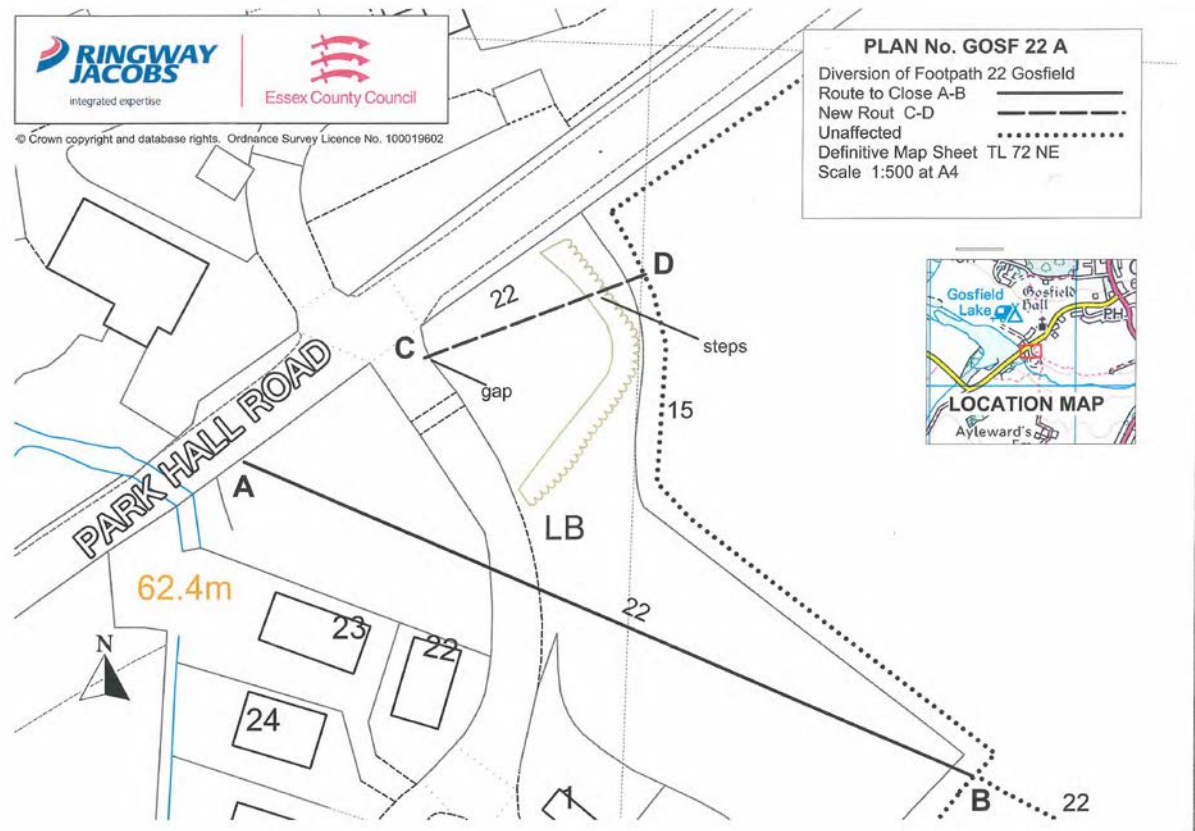 RINGWAY
JACOBS
integrated expertise
Essex County Council
© Crown copyright and database rights. Ordnance Survey Licence No. 100019602
PLAN No. GOSF 22 A
Diversion of Footpath 22 Gosfield
Route to Close A-B
New Rout C-D
Unaffected
Definitive Map Sheet TL 72 NE
Scale 1:500 at A4
Gosfield
Lake
Gosfield
Hall
PH
LOCATION MAP
Ayleward's
D
22
steps
C
gap
15
PARK HALL ROAD
A
LB
62.4m
22
N
23
22
24
1
B
22